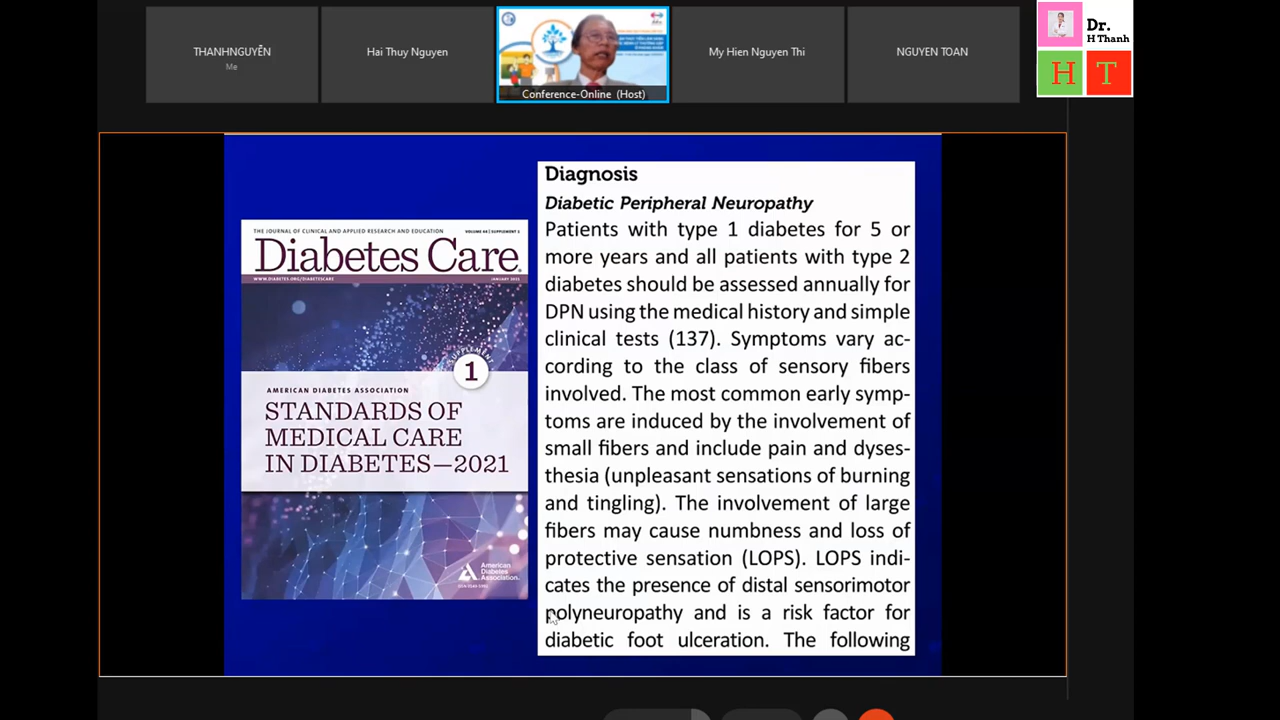 THANHNGUYỄN
Me
Hai Thuy Nguyen
Conference-Online (Host)
My Hien Nguyen Thi
NGUYEN TOAN
Dr.
H Thanh
H T
THE JOURNAL OF CLINICAL AND APPLIED RESEARCH AND EDUCATION
VOLUME 44 | SUPPLEMENT 1
Diabetes Care®
WWW.DIABETES.ORG/DIABETESCARE
JANUARY 2021
SUPPLEMENT
1
AMERICAN DIABETES ASSOCIATION
STANDARDS OF
MEDICAL CARE
IN DIABETES—2021
American
Diabetes
Association®
Diagnosis
Diabetic Peripheral Neuropathy
Patients with type 1 diabetes for 5 or
more years and all patients with type 2
diabetes should be assessed annually for
DPN using the medical history and simple
clinical tests (137). Symptoms vary ac-
cording to the class of sensory fibers
involved. The most common early symp-
toms are induced by the involvement of
small fibers and include pain and dyses-
thesia (unpleasant sensations of burning
and tingling). The involvement of large
fibers may cause numbness and loss of
protective sensation (LOPS). LOPS indi-
cates the presence of distal sensorimotor
polyneuropathy and is a risk factor for
diabetic foot ulceration. The following